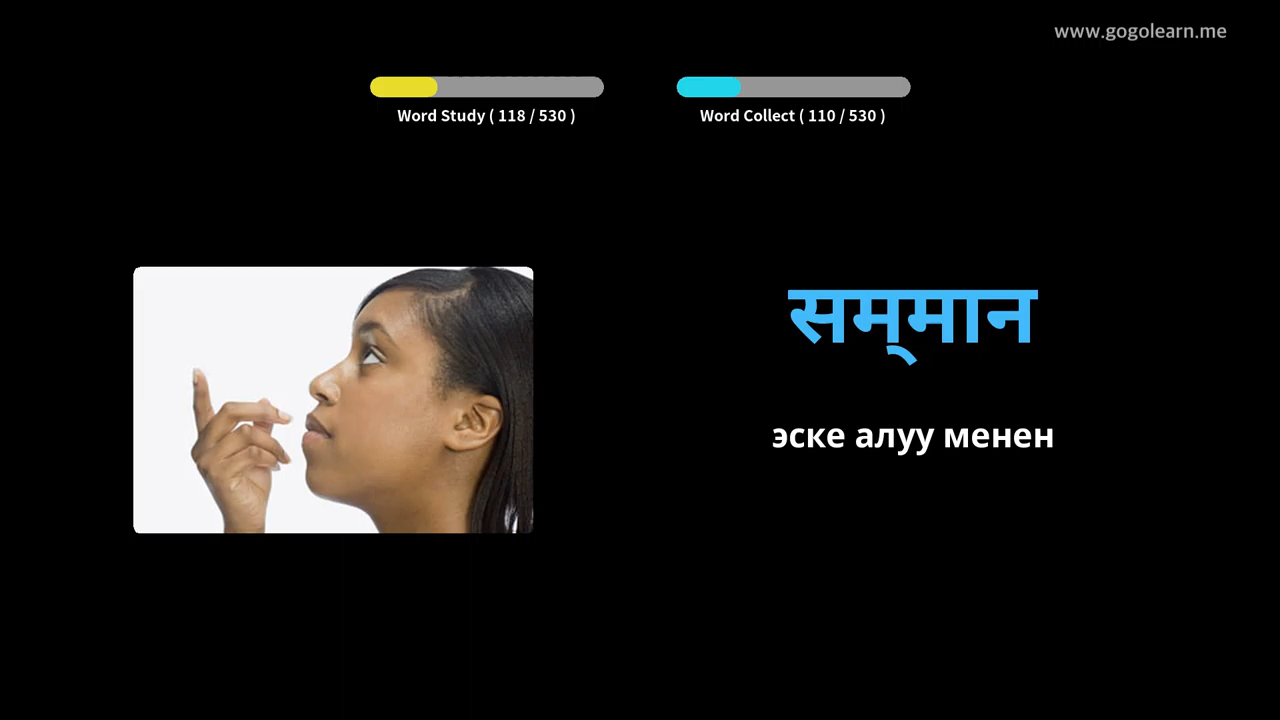 www.gogolearn.me
Word Study ( 118 / 530 )
Word Collect ( 110 / 530 )
सम्‌मान
эске алуу менен